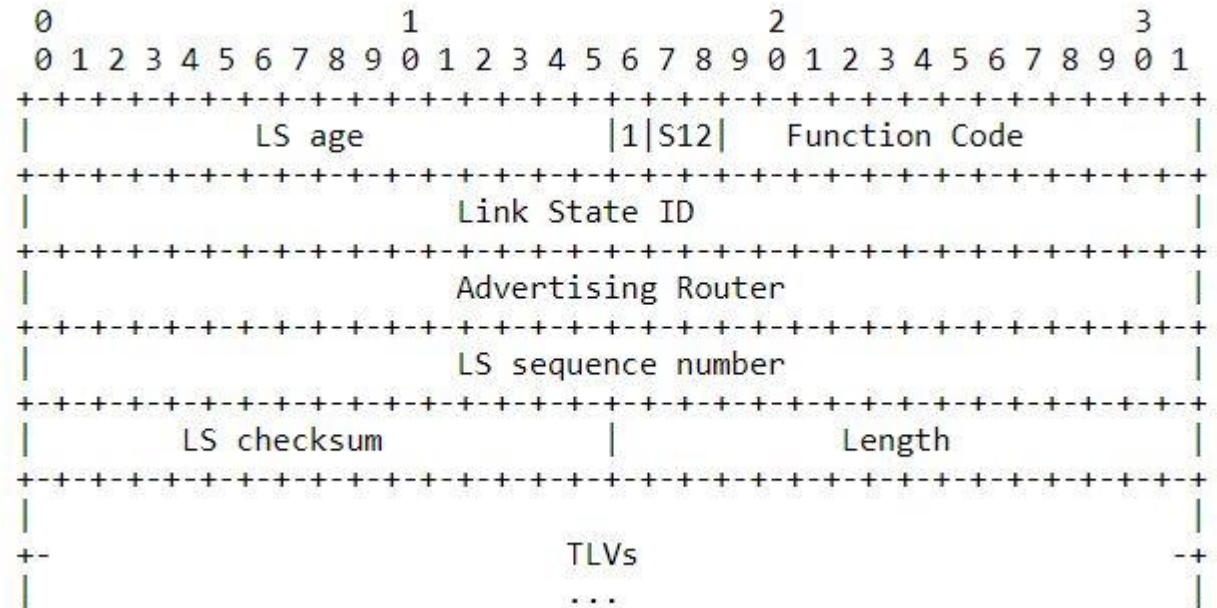 0                   1                   2                   3
 0 1 2 3 4 5 6 7 8 9 0 1 2 3 4 5 6 7 8 9 0 1 2 3 4 5 6 7 8 9 0 1
+-+-+-+-+-+-+-+-+-+-+-+-+-+-+-+-+-+-+-+-+-+-+-+-+-+-+-+-+-+-+-+-+
|            LS age             |1|S12|   Function Code         |
+-+-+-+-+-+-+-+-+-+-+-+-+-+-+-+-+-+-+-+-+-+-+-+-+-+-+-+-+-+-+-+-+
|                       Link State ID                           |
+-+-+-+-+-+-+-+-+-+-+-+-+-+-+-+-+-+-+-+-+-+-+-+-+-+-+-+-+-+-+-+-+
|                       Advertising Router                      |
+-+-+-+-+-+-+-+-+-+-+-+-+-+-+-+-+-+-+-+-+-+-+-+-+-+-+-+-+-+-+-+-+
|                       LS sequence number                      |
+-+-+-+-+-+-+-+-+-+-+-+-+-+-+-+-+-+-+-+-+-+-+-+-+-+-+-+-+-+-+-+-+
|        LS checksum            |            Length             |
+-+-+-+-+-+-+-+-+-+-+-+-+-+-+-+-+-+-+-+-+-+-+-+-+-+-+-+-+-+-+-+-+
|                                                               |
+-                            TLVs                             -+
|                             ...                               |